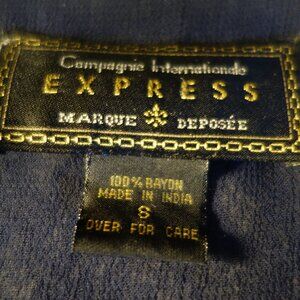 Compagnie Internationale
EXPRESS
MARQUE DEPOSÉE
100% RAYON
MADE IN INDIA
S
OVER FOR CARE